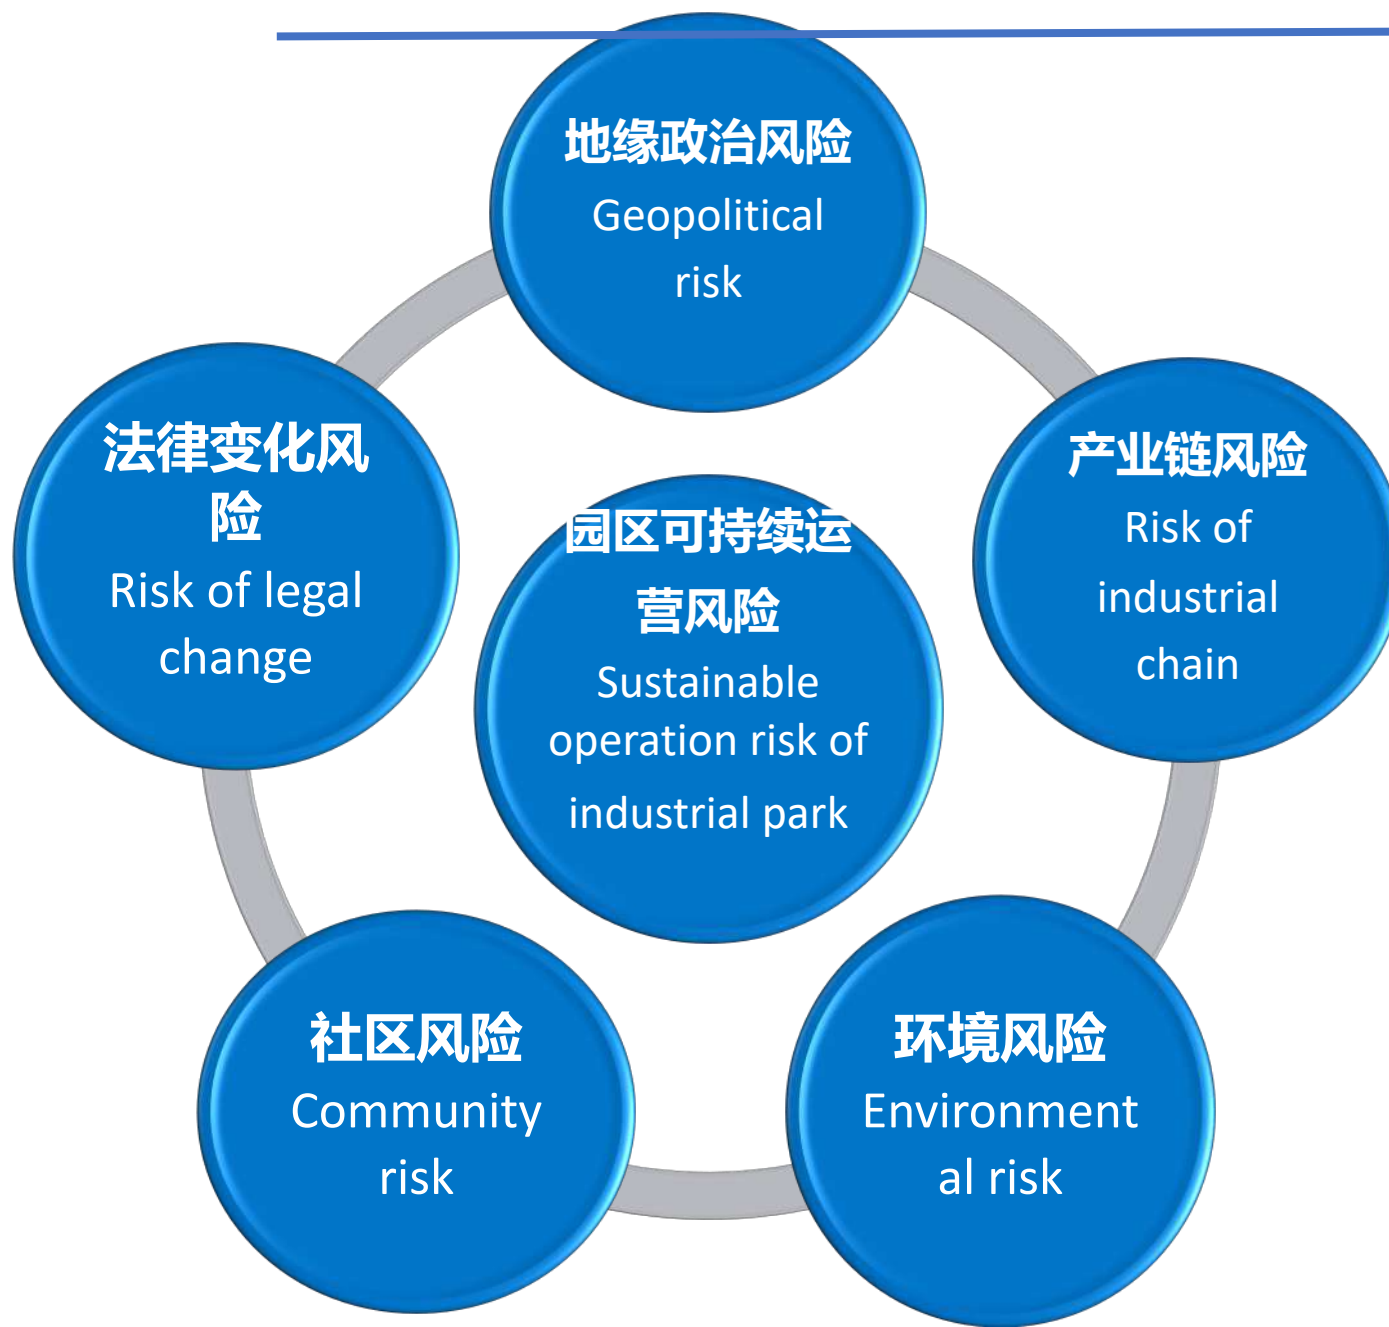 地缘政治风险
Geopolitical
risk
法律变化风
险
Risk of legal
change
产业链风险
Risk of
industrial
chain
园区可持续运
营风险
Sustainable
operation risk of
industrial park
社区风险
Community
risk
环境风险
Environment
al risk